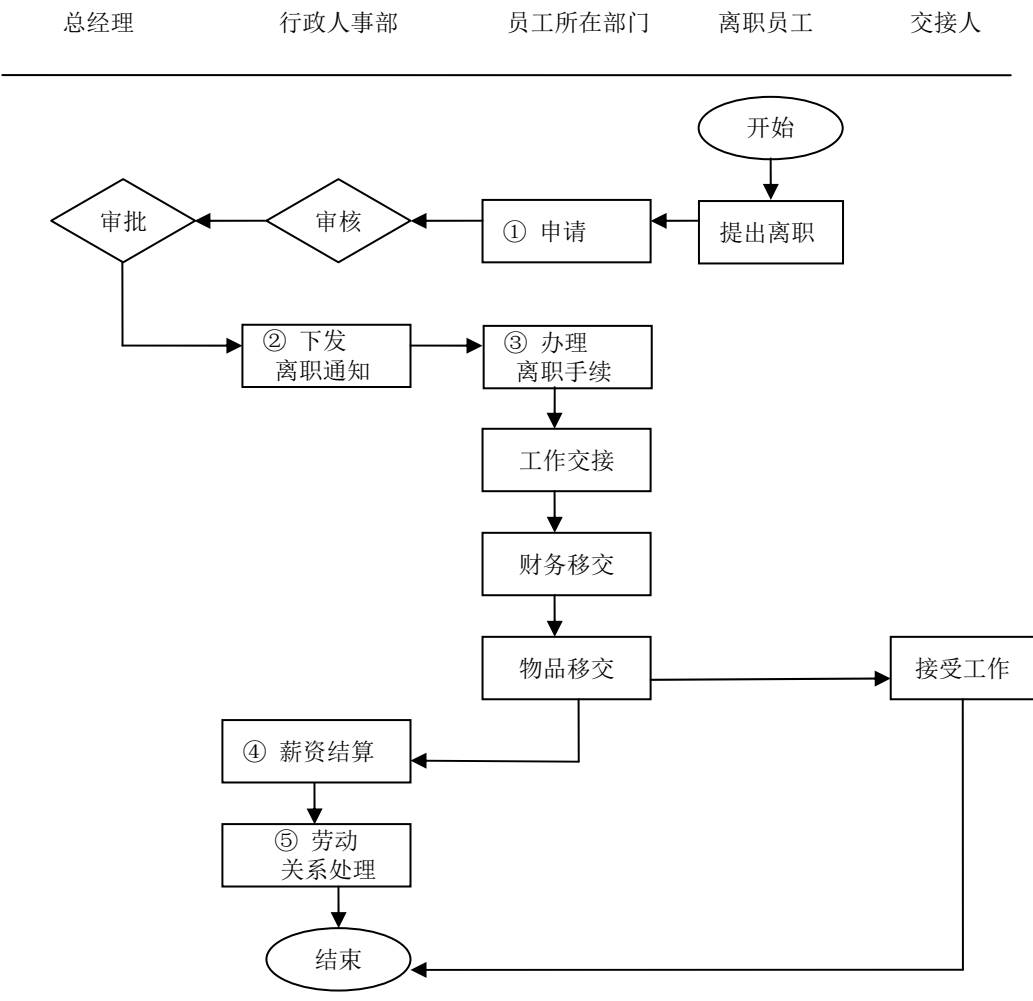 总经理 行政人事部 员工所在部门 离职员工 交接人
开始
审批 审核 ① 申请 提出离职
② 下发
离职通知
③ 办理
离职手续
工作交接
财务移交
物品移交 接受工作
④ 薪资结算
⑤ 劳动
关系处理
结束